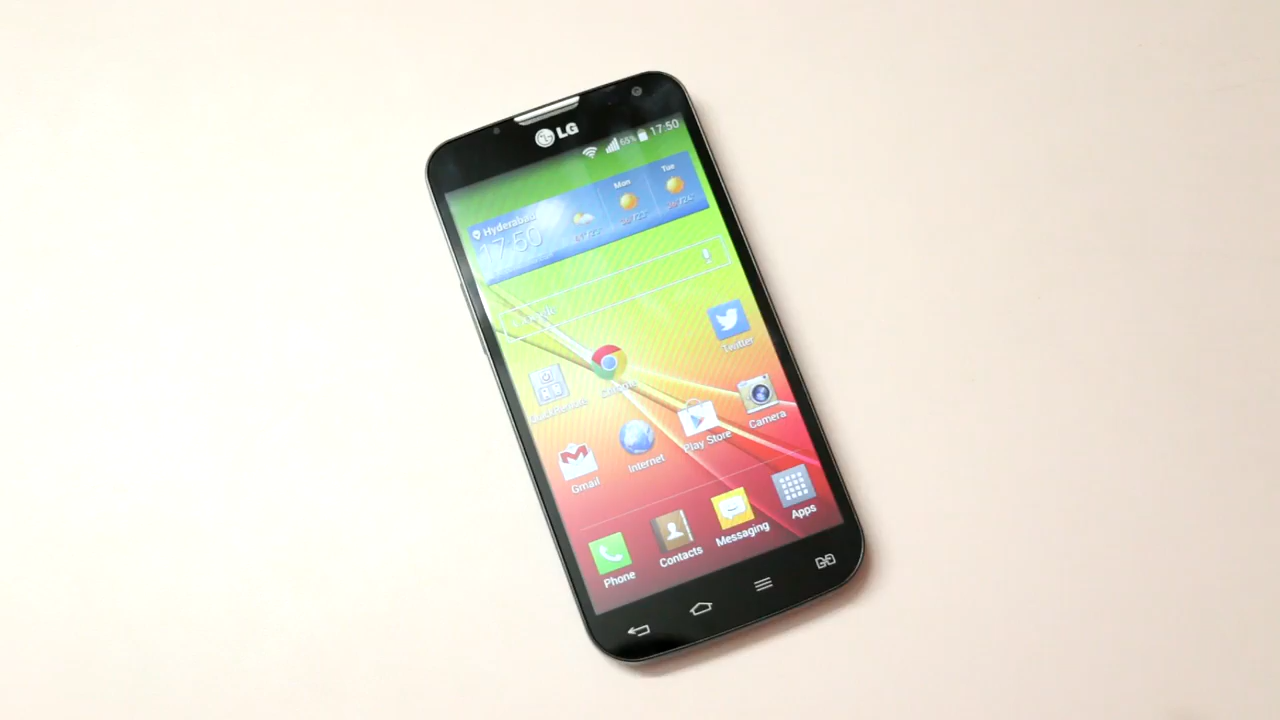 LG
65% 17:50
Hyderabad
17:50
Mon
Tue
Twitter
Chrome
QuickRemote
Camera
Play Store
Internet
Gmail
Apps
Messaging
Contacts
Phone